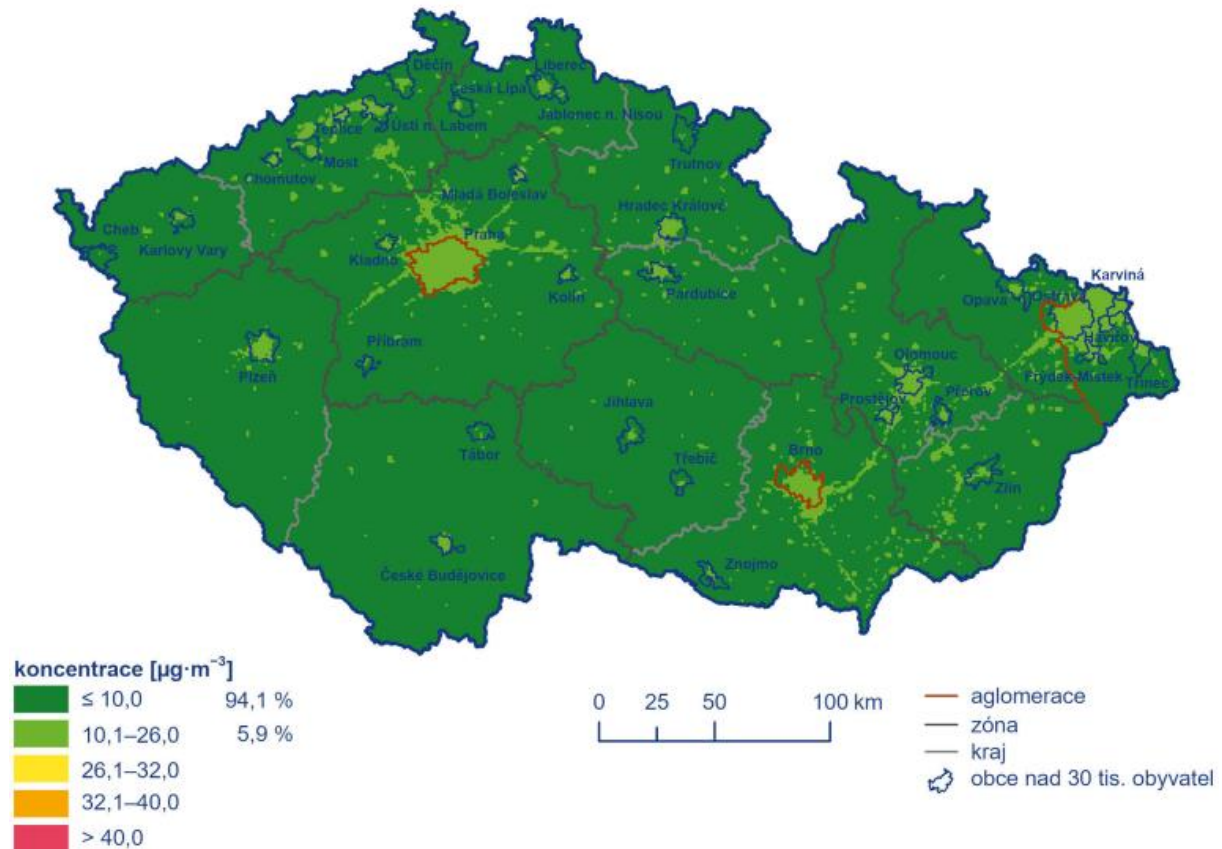 Děčín
Liberec
Česká Lípa
Jablonec n. Nisou
Teplice
Ústí n. Labem
Most
Chomutov
Trutnov
Mladá Boleslav
Hradec Králové
Cheb
Karlovy Vary
Praha
Kladno
Kolín
Pardubice
Karviná
Opava
Ostrava
Havířov
Příbram
Plzeň
Olomouc
Frýdek-Místek
Třinec
Prostějov
Přerov
Jihlava
Tábor
Třebíč
Brno
Zlín
České Budějovice
Znojmo
koncentrace [µg·m⁻³]
≤ 10,0 94,1 %
10,1–26,0 5,9 %
26,1–32,0
32,1–40,0
> 40,0
0 25 50 100 km
aglomerace
zóna
kraj
obce nad 30 tis. obyvatel